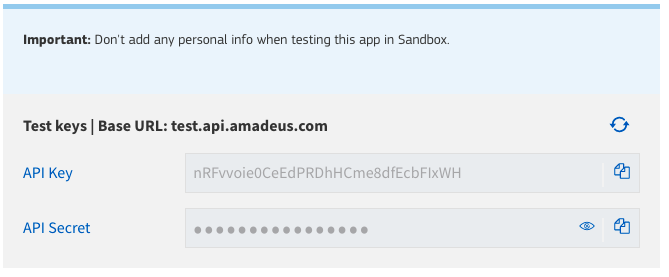 Important: Don't add any personal info when testing this app in Sandbox.
Test keys | Base URL: test.api.amadeus.com
API Key
nRFvvoie0CeEdPRDhHCme8dfEcbFIxWH
API Secret
●●●●●●●●●●●●●●●●